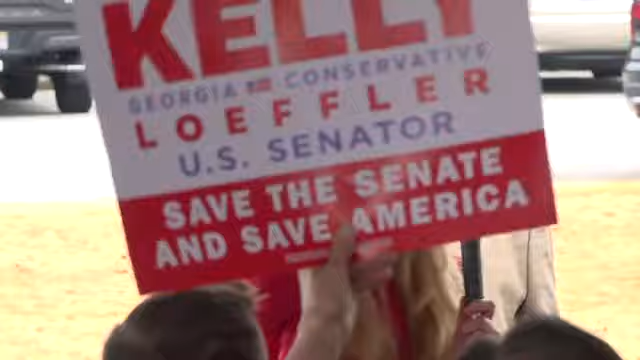 KELLY
GEORGIA CONSERVATIVE
LOEFFLER
U.S. SENATOR
SAVE THE SENATE
AND SAVE AMERICA